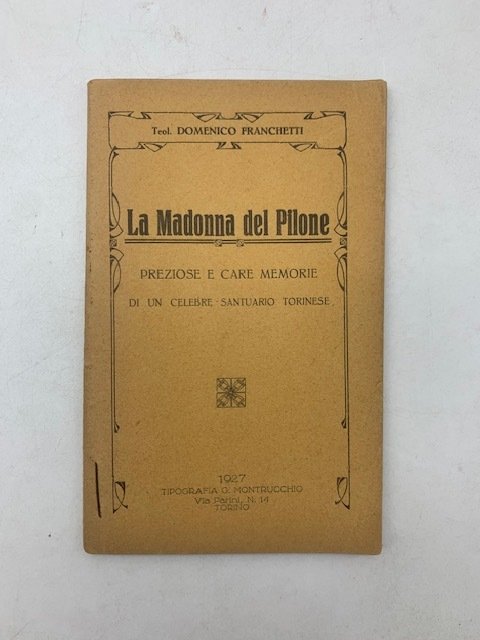 Teol. DOMENICO FRANCHETTI
La Madonna del Pilone
PREZIOSE E CARE MEMORIE
DI UN CELEBRE SANTUARIO TORINESE
1927
TIPOGRAFIA G. MONTRUCCHIO
Via Parini, N. 14
TORINO